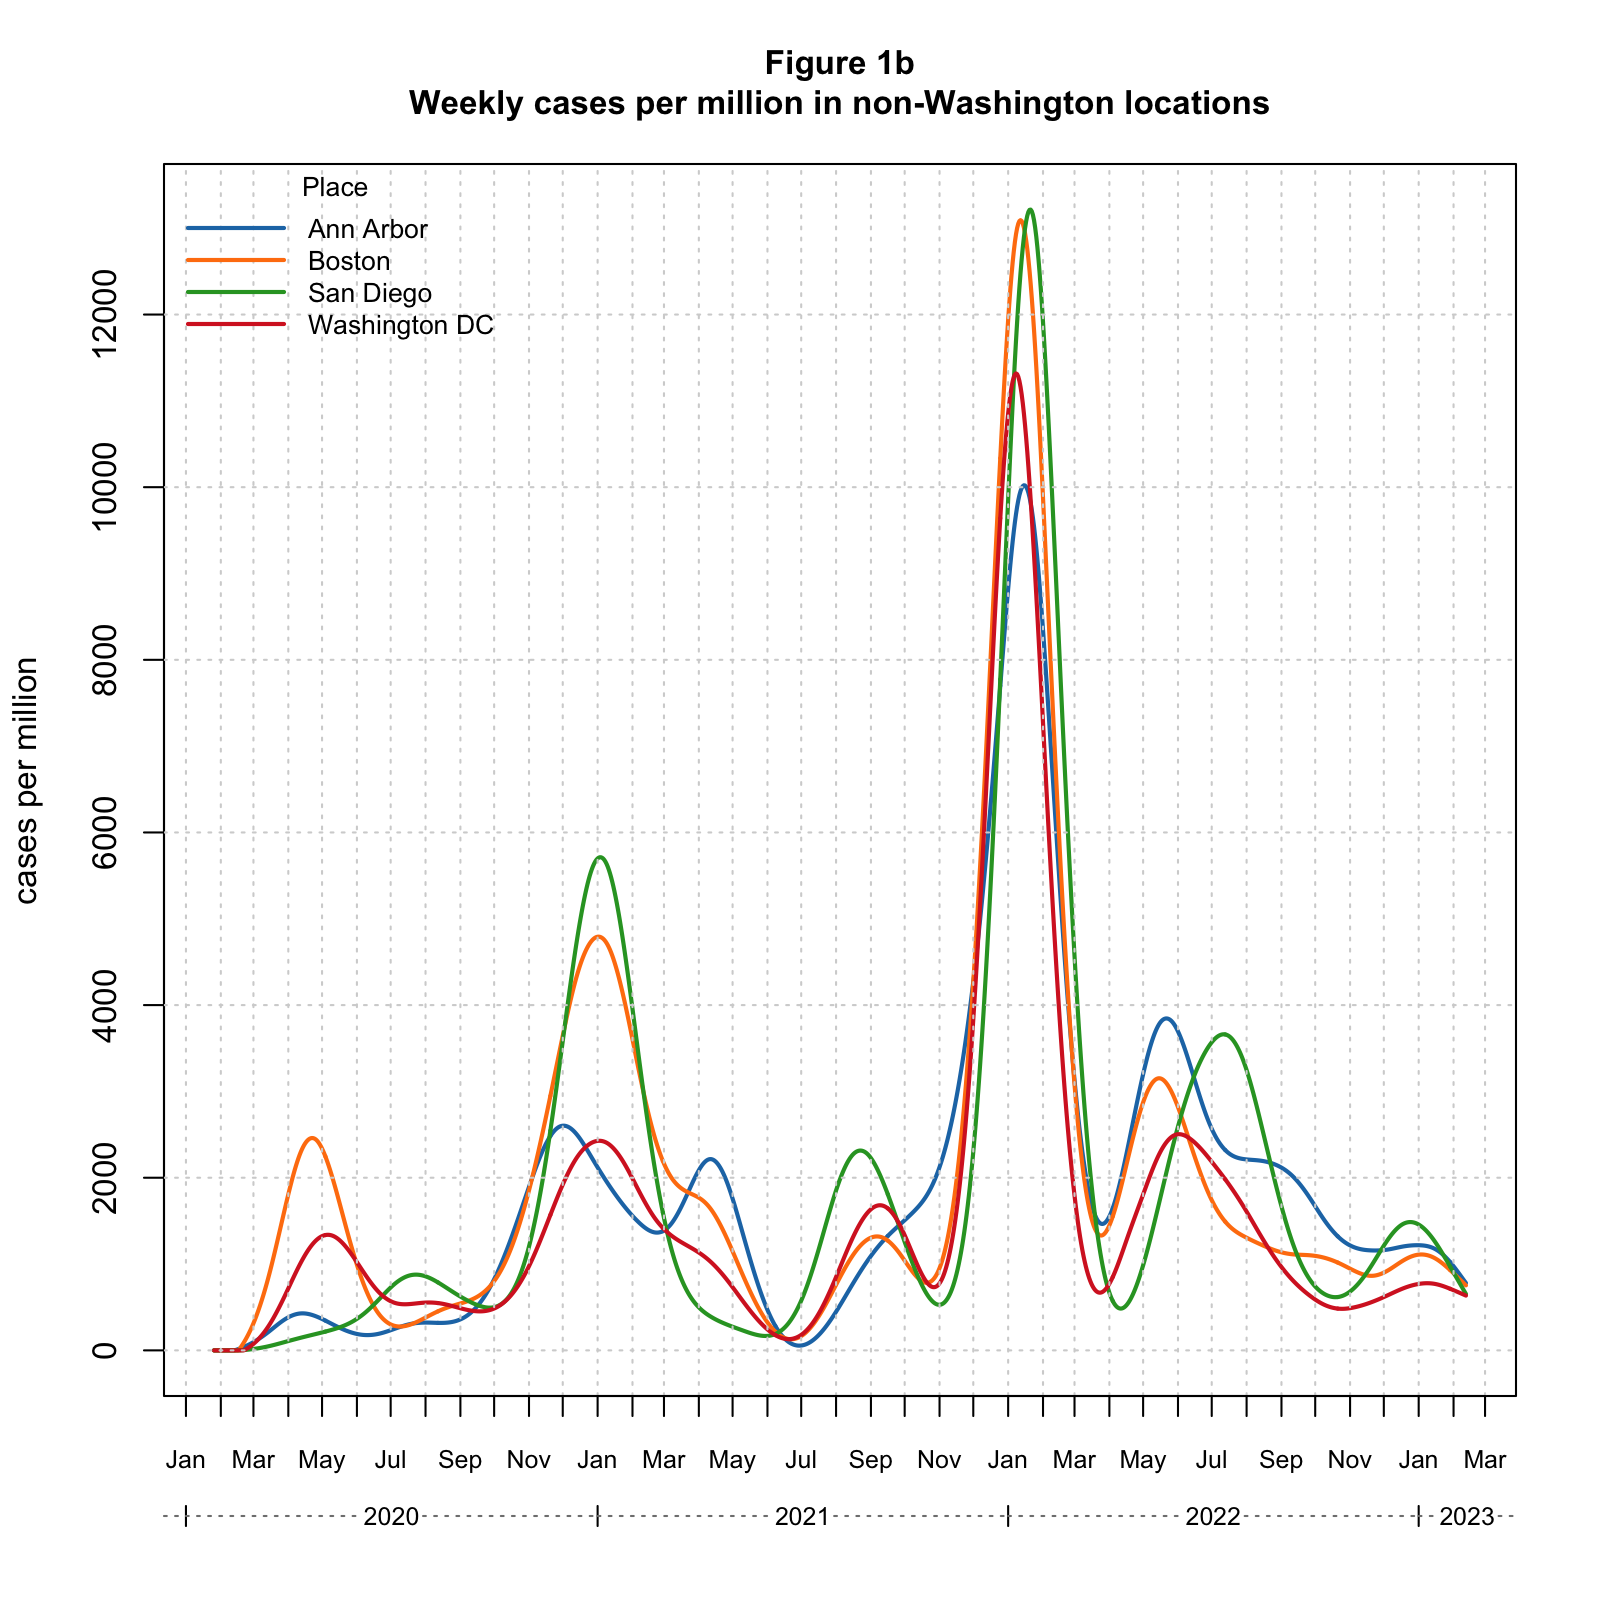 Figure 1b
Weekly cases per million in non-Washington locations
Place
Ann Arbor
Boston
San Diego
Washington DC
cases per million
12000
10000
8000
6000
4000
2000
0
Jan Mar May Jul Sep Nov Jan Mar May Jul Sep Nov Jan Mar May Jul Sep Nov Jan Mar
2020 2021 2022 2023